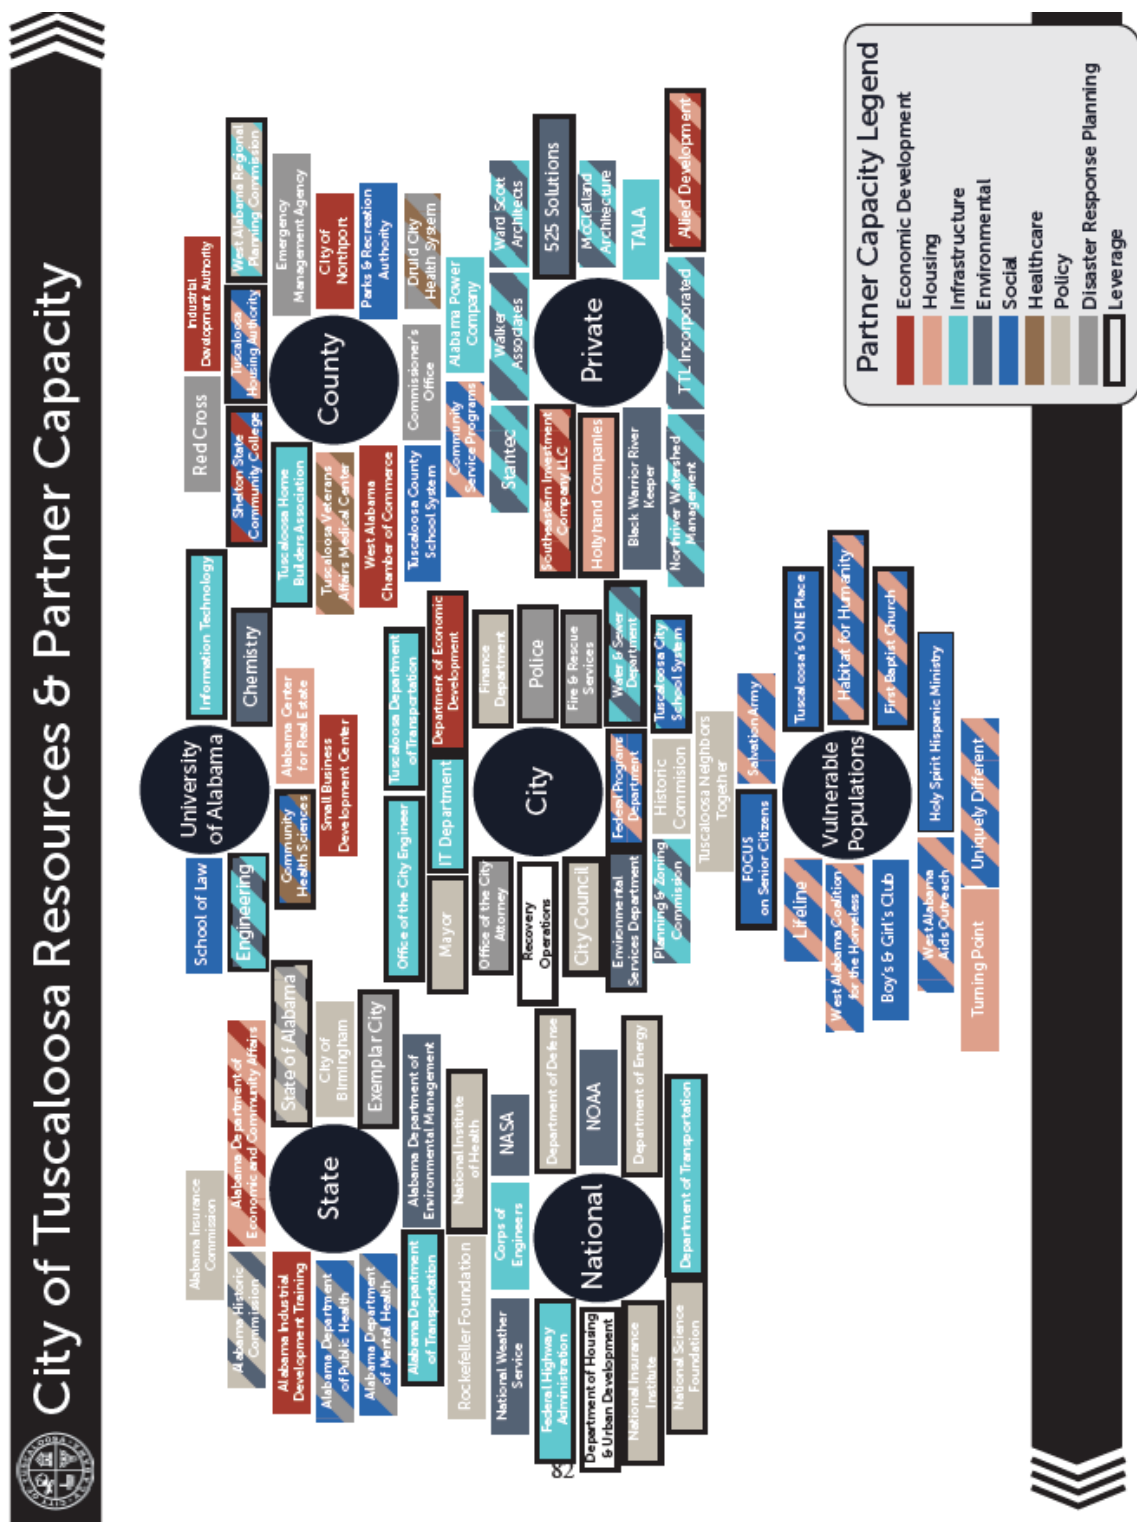 City of Tuscaloosa Resources & Partner Capacity
Alabama Insurance
Commission
Alabama Historic
Commission
Alabama Department of
Economic and Community Affairs
Alabama Industrial
Development Training
Alabama Department
of Public Health
Alabama Department
of Mental Health
State
State of Alabama
City of
Birmingham
Exemplar City
Alabama Department
of Transportation
Alabama Department of
Environmental Management
Rockefeller Foundation
National Institute
of Health
National Weather
Service
Corps of
Engineers
NASA
Federal Highway
Administration
Department of Housing
& Urban Development
National Insurance
Institute
National Science
Foundation
National
Department of Defense
NOAA
Department of Energy
Department of Transportation
School of Law
Engineering
University
of Alabama
Information Technology
Chemistry
Community
Health Sciences
Alabama Center
for Real Estate
Small Business
Development Center
Office of the City Engineer
Tuscaloosa Department
of Transportation
Mayor
IT Department
Department of Economic
Development
Office of the City
Attorney
Recovery
Operations
City Council
City
Finance
Department
Police
Fire & Rescue
Services
Environmental
Services Department
Federal Programs
Department
Water & Sewer
Department
Planning & Zoning
Commission
Historic
Commision
Tuscaloosa City
School System
Tuscaloosa Neighbors
Together
Red Cross
Industrial
Development Authority
Shelton State
Community College
Tuscaloosa
Housing Authority
West Alabama Regional
Planning Commission
Tuscaloosa Home
Builders Association
Tuscaloosa Veterans
Affairs Medical Center
West Alabama
Chamber of Commerce
Tuscaloosa County
School System
County
Emergency
Management Agency
City of
Northport
Parks & Recreation
Authority
Commissioner's
Office
Druid City
Health System
Community
Service Programs
Alabama Power
Company
Stantec
Walker
Associates
Ward Scott
Architects
Southeastern Investment
Company LLC
Hollyhand Companies
Black Warrior River
Keeper
Northriver Watershed
Management
Private
525 Solutions
McClelland
Architecture
TALA
TTL Incorporated
Allied Development
FOCUS
on Senior Citizens
Salvation Army
Lifeline
West Alabama Coalition
for the Homeless
Boy's & Girl's Club
West Alabama
Aids Outreach
Turning Point
Vulnerable
Populations
Tuscaloosa's ONE Place
Habitat for Humanity
First Baptist Church
Holy Spirit Hispanic Ministry
Uniquely Different
Partner Capacity Legend
Economic Development
Housing
Infrastructure
Environmental
Social
Healthcare
Policy
Disaster Response Planning
Leverage
82